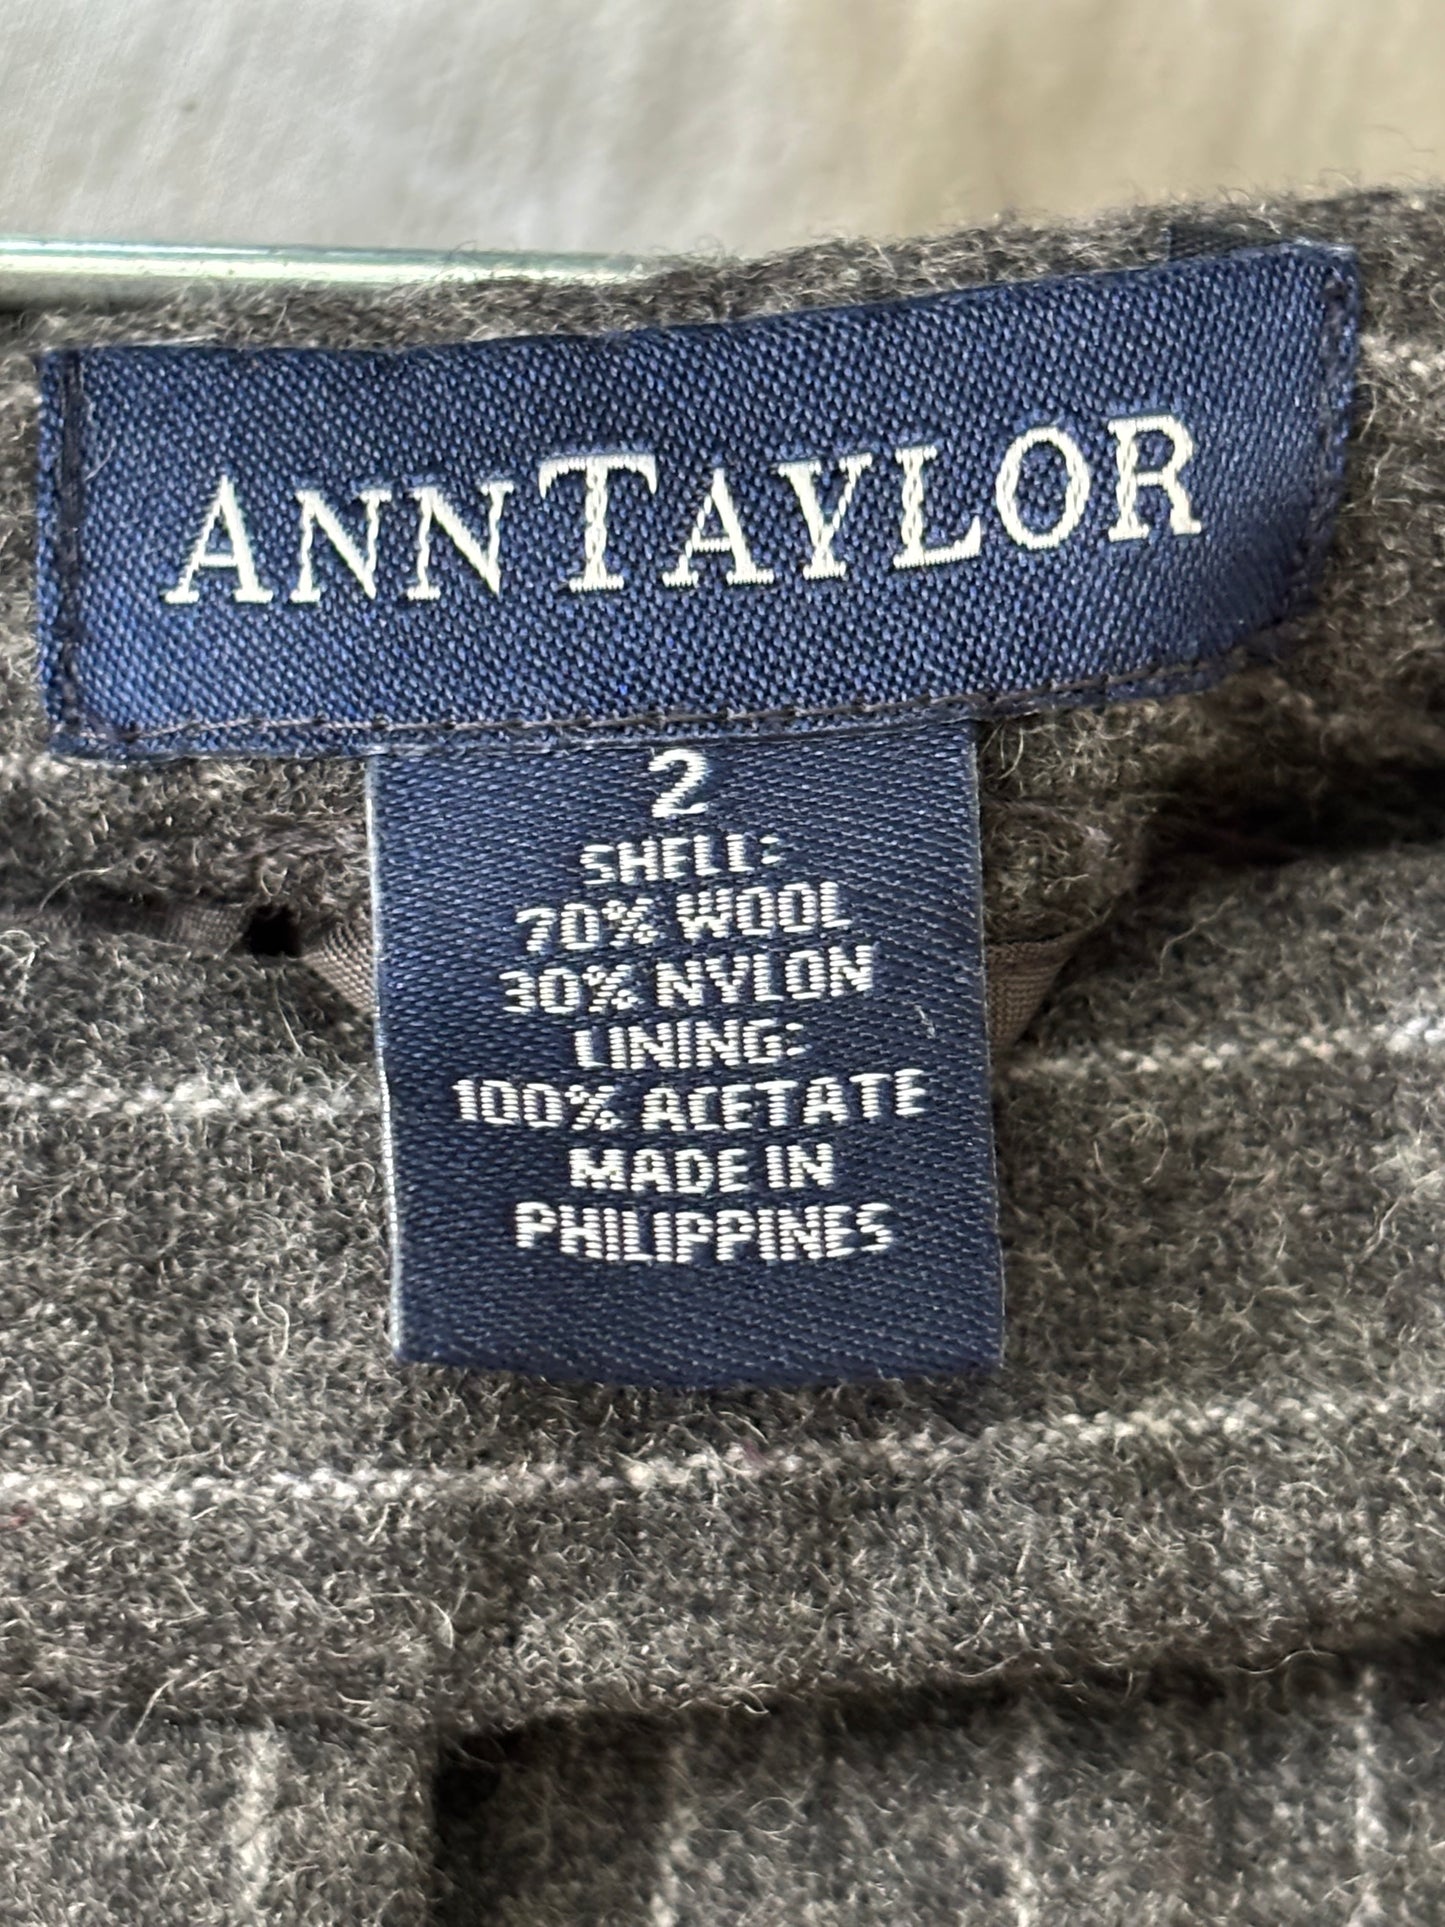 ANNTAYLOR
2
SHELL:
70% WOOL
30% NYLON
LINING:
100% ACETATE
MADE IN
PHILIPPINES